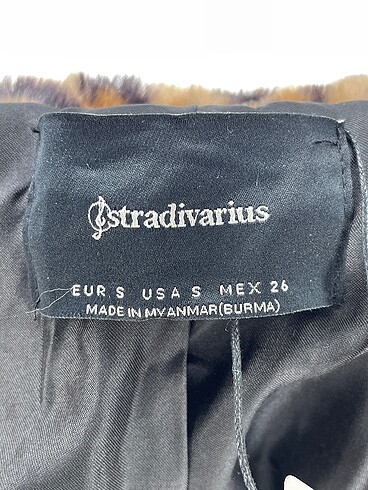 stradivarius
EUR S USA S MEX 26
MADE IN MYANMAR(BURMA)